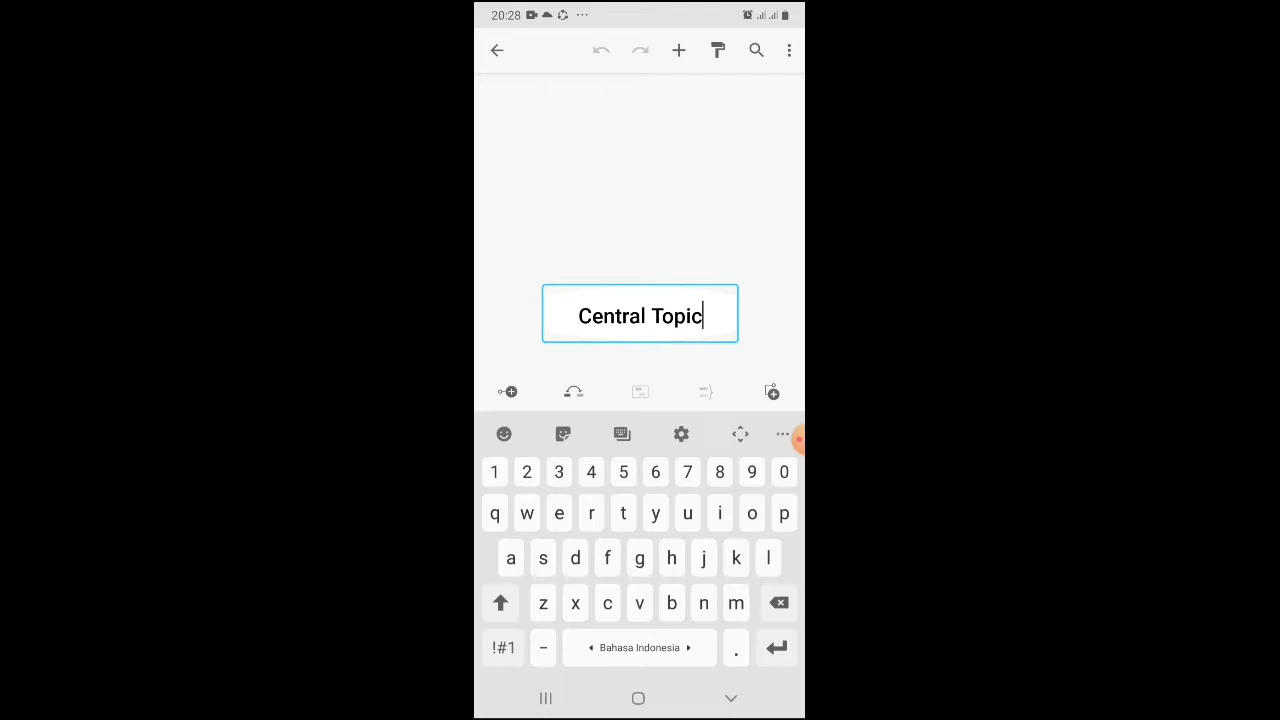 20:28
Central Topic
1 2 3 4 5 6 7 8 9 0
q w e r t y u i o p
a s d f g h j k l
z x c v b n m
!#1 - Bahasa Indonesia .